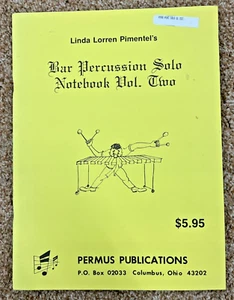 Linda Lorren Pimentel's
Bar Percussion Solo
Notebook Vol. Two
$5.95
PERMUS PUBLICATIONS
P.O. Box 02033 Columbus, Ohio 43202